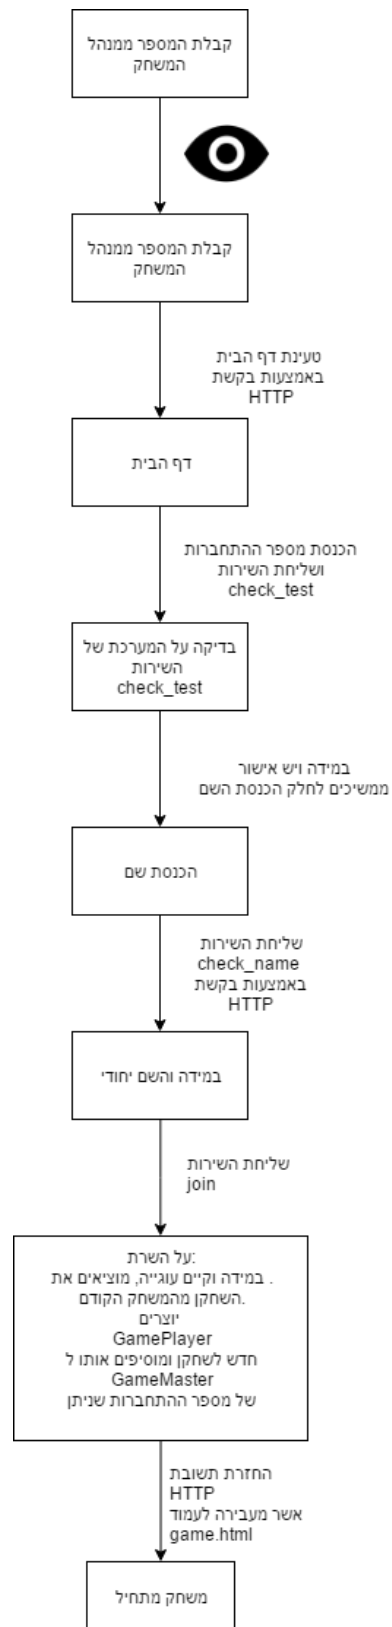 קבלת המספר ממנהל
המשחק
קבלת המספר ממנהל
המשחק
טעינת דף הבית
באמצעות בקשת
HTTP
דף הבית
הכנסת מספר ההתחברות
ושליחת השירות
check_test
בדיקה על המערכת של
השירות
check_test
במידה ויש אישור
ממשיכים לחלק הכנסת השם
הכנסת שם
שליחת השירות
check_name
באמצעות בקשת
HTTP
במידה והשם יחודי
שליחת השירות
join
על השרת:
. במידה וקיים עוגייה, מוציאים את
השחקן מהמשחק הקודם.
יוצרים
GamePlayer
חדש לשחקן ומוסיפים אותו ל
GameMaster
של מספר ההתחברות שניתן
החזרת תשובת
HTTP
אשר מעבירה לעמוד
game.html
משחק מתחיל